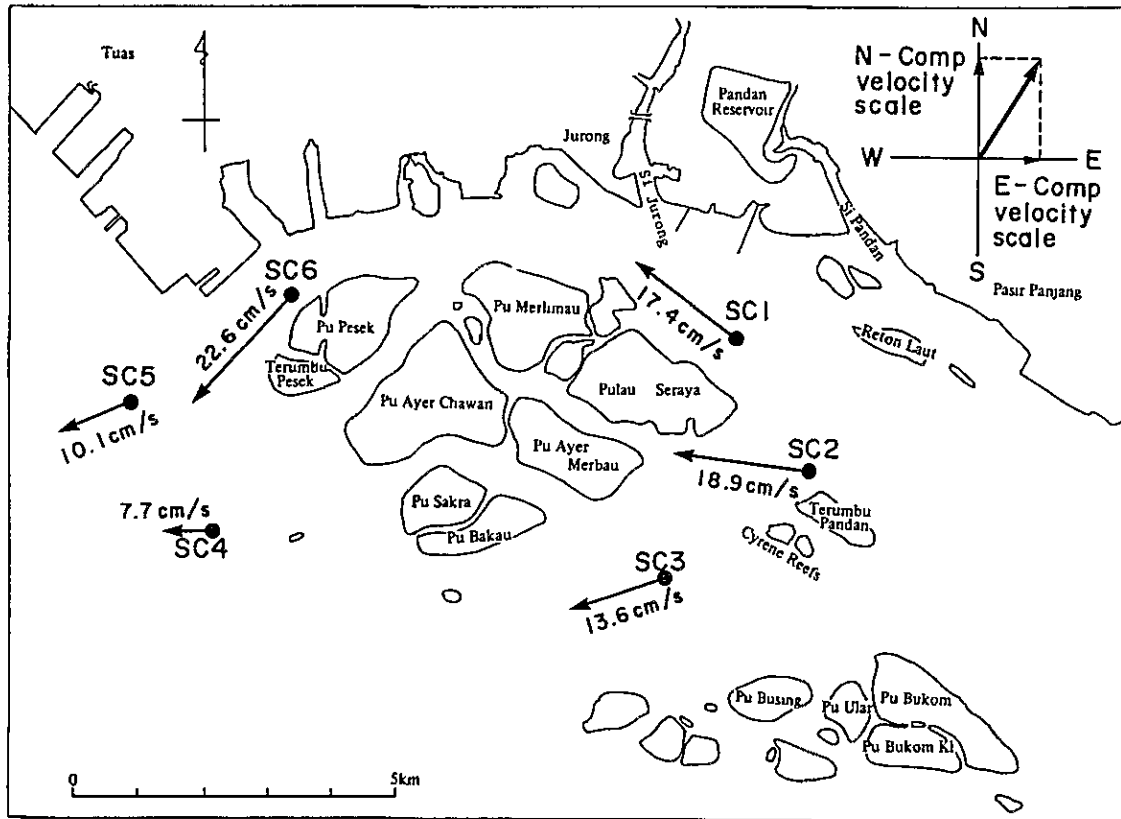 Tuas
N
N-Comp
velocity
scale
W
E
E-Comp
velocity
scale
S
Pandan
Reservoir
Jurong
S1 Jurong
S1 Pandan
Pasir Panjang
SC6
22.6 cm/s
Pu Pesek
Terumbu
Pesek
Pu Merlimau
17.4 cm/s
SC1
Reton Laut
SC5
10.1 cm/s
Pu Ayer Chawan
Pulau Seraya
Pu Ayer
Merbau
SC2
18.9 cm/s
Terumbu
Pandan
Cyrene Reefs
7.7 cm/s
SC4
Pu Sakra
Pu Bakau
SC3
13.6 cm/s
Pu Busing
Pu Ular
Pu Bukom
Pu Bukom Kl
0
5km